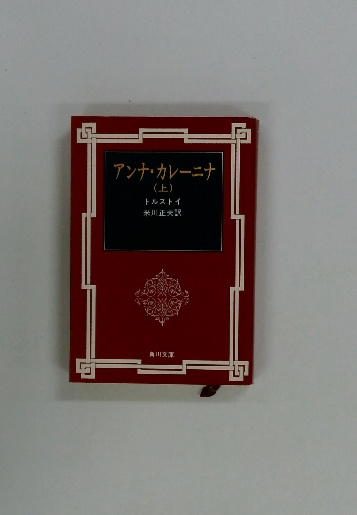 アンナ・カレーニナ
(上)
トルストイ
米川正夫訳
角川文庫